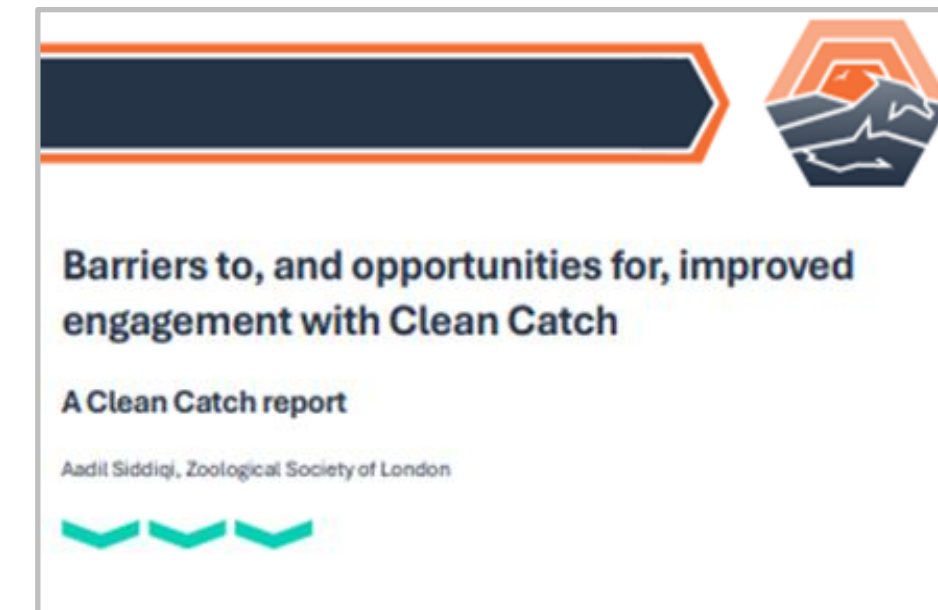 Barriers to, and opportunities for, improved
engagement with Clean Catch
A Clean Catch report
Aadil Siddiqi, Zoological Society of London